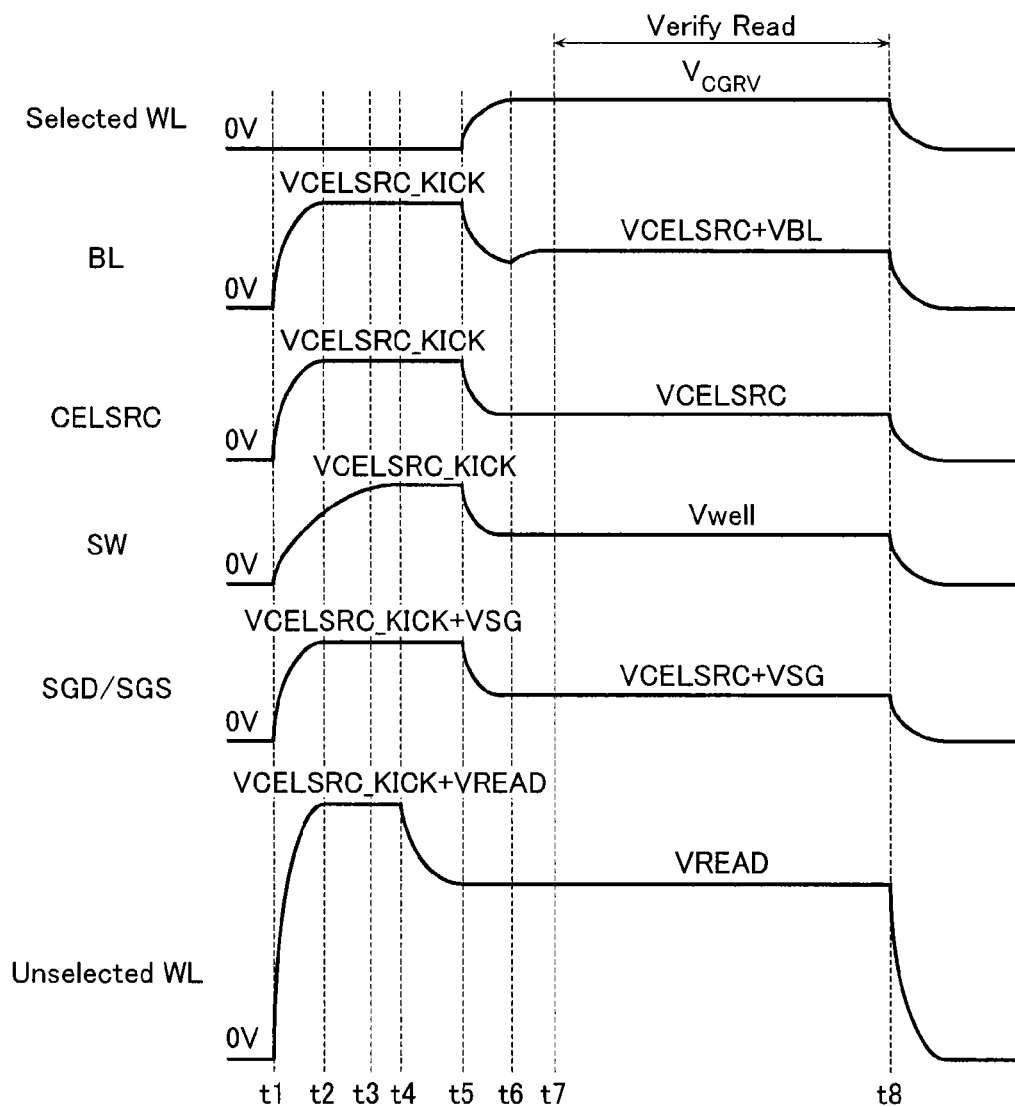 Verify Read
VCGRV
Selected WL
0V
VCELSRC_KICK
VCELSRC+VBL
BL
0V
VCELSRC_KICK
VCELSRC
CELSRC
0V
VCELSRC_KICK
Vwell
SW
0V
VCELSRC_KICK+VSG
VCELSRC+VSG
SGD/SGS
0V
VCELSRC_KICK+VREAD
VREAD
Unselected WL
0V
t1 t2 t3 t4 t5 t6 t7 t8